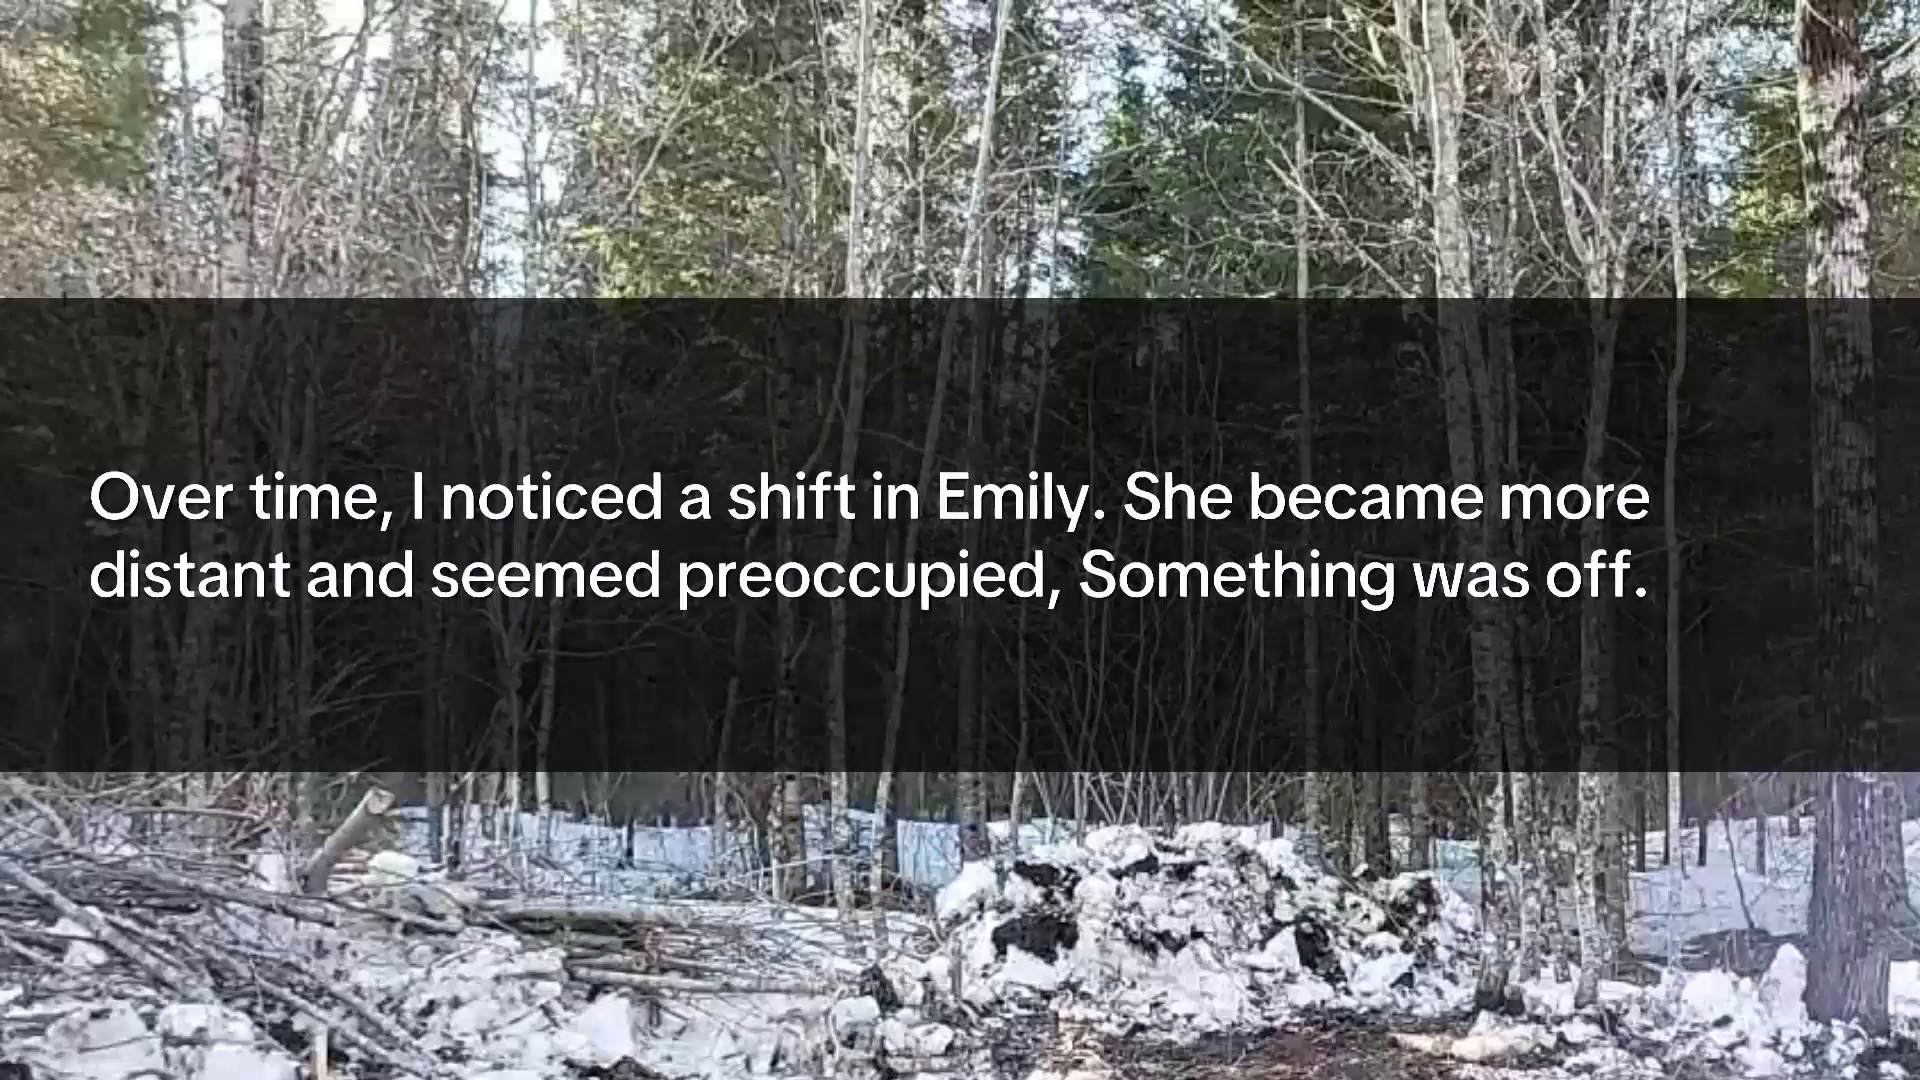 Over time, I noticed a shift in Emily. She became more
distant and seemed preoccupied, Something was off.